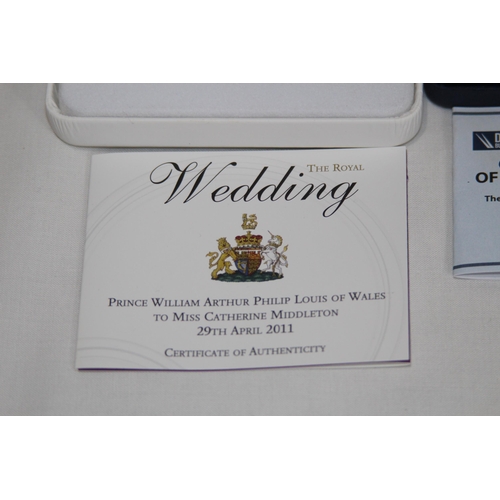 The Royal
Wedding
Prince William Arthur Philip Louis of Wales
to Miss Catherine Middleton
29th April 2011
Certificate of Authenticity
OF
The